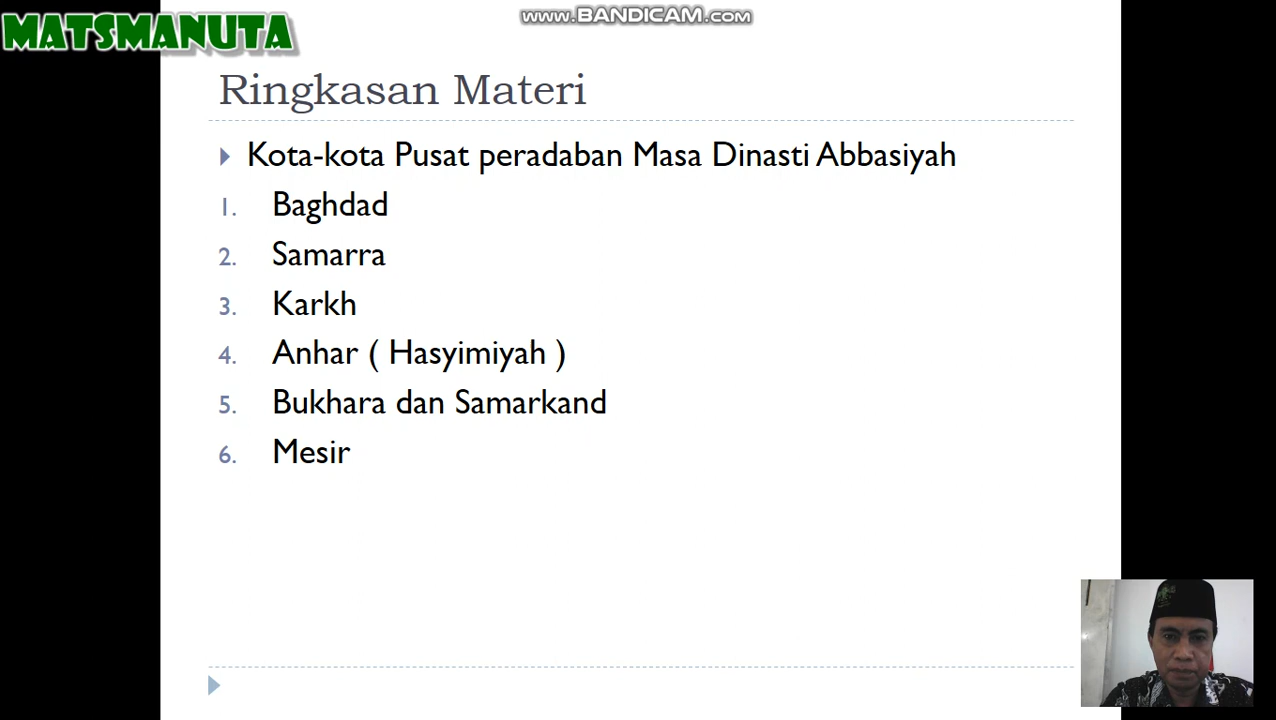 MATSMANUTA
www.BANDICAM.com
Ringkasan Materi
Kota-kota Pusat peradaban Masa Dinasti Abbasiyah
1. Baghdad
2. Samarra
3. Karkh
4. Anhar ( Hasyimiyah )
5. Bukhara dan Samarkand
6. Mesir